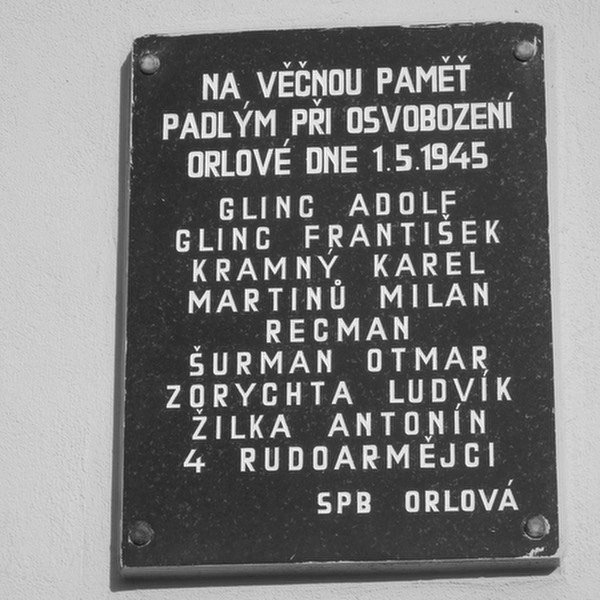 NA VĚČNOU PAMĚŤ
PADLÝM PŘI OSVOBOZENÍ
ORLOVÉ DNE 1.5.1945
GLINC ADOLF
GLINC FRANTIŠEK
KRAMNÝ KAREL
MARTINŮ MILAN
RECMAN
ŠURMAN OTMAR
ZORYCHTA LUDVÍK
ŽILKA ANTONÍN
4 RUDOARMĚJCI
SPB ORLOVÁ